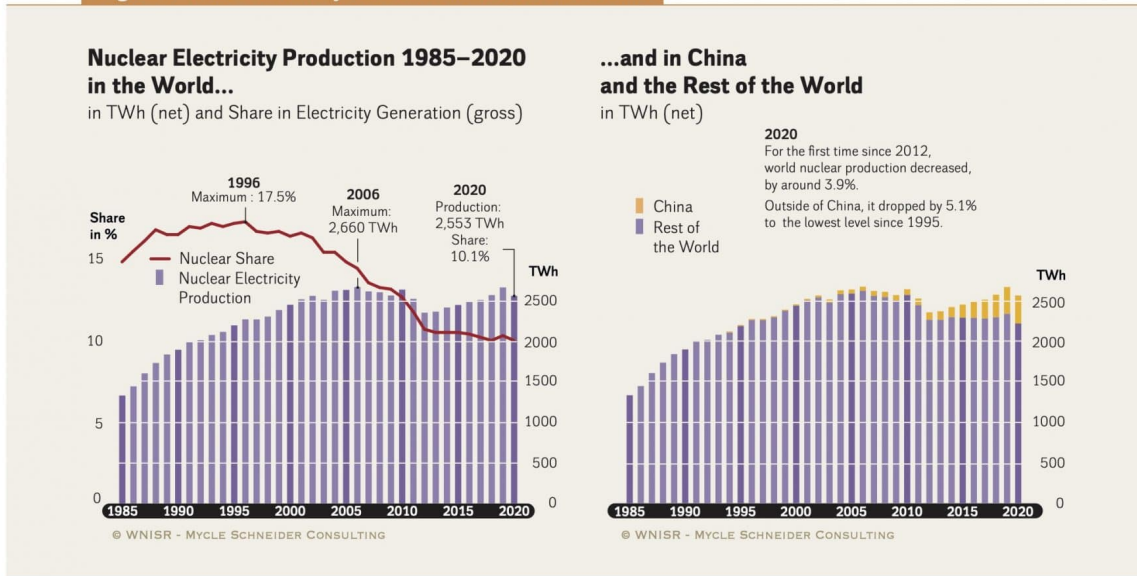 Nuclear Electricity Production 1985–2020
in the World...
in TWh (net) and Share in Electricity Generation (gross)
1996
Maximum : 17.5%
2006
Maximum:
2,660 TWh
2020
Production:
2,553 TWh
Share:
10.1%
Share
in %
15
10
5
0
Nuclear Share
Nuclear Electricity
Production
TWh
2500
2000
1500
1000
500
0
1985 1990 1995 2000 2005 2010 2015 2020
© WNISR - Mycle Schneider Consulting
...and in China
and the Rest of the World
in TWh (net)
2020
For the first time since 2012,
world nuclear production decreased,
by around 3.9%.
Outside of China, it dropped by 5.1%
to the lowest level since 1995.
China
Rest of
the World
TWh
2500
2000
1500
1000
500
0
1985 1990 1995 2000 2005 2010 2015 2020
© WNISR - Mycle Schneider Consulting